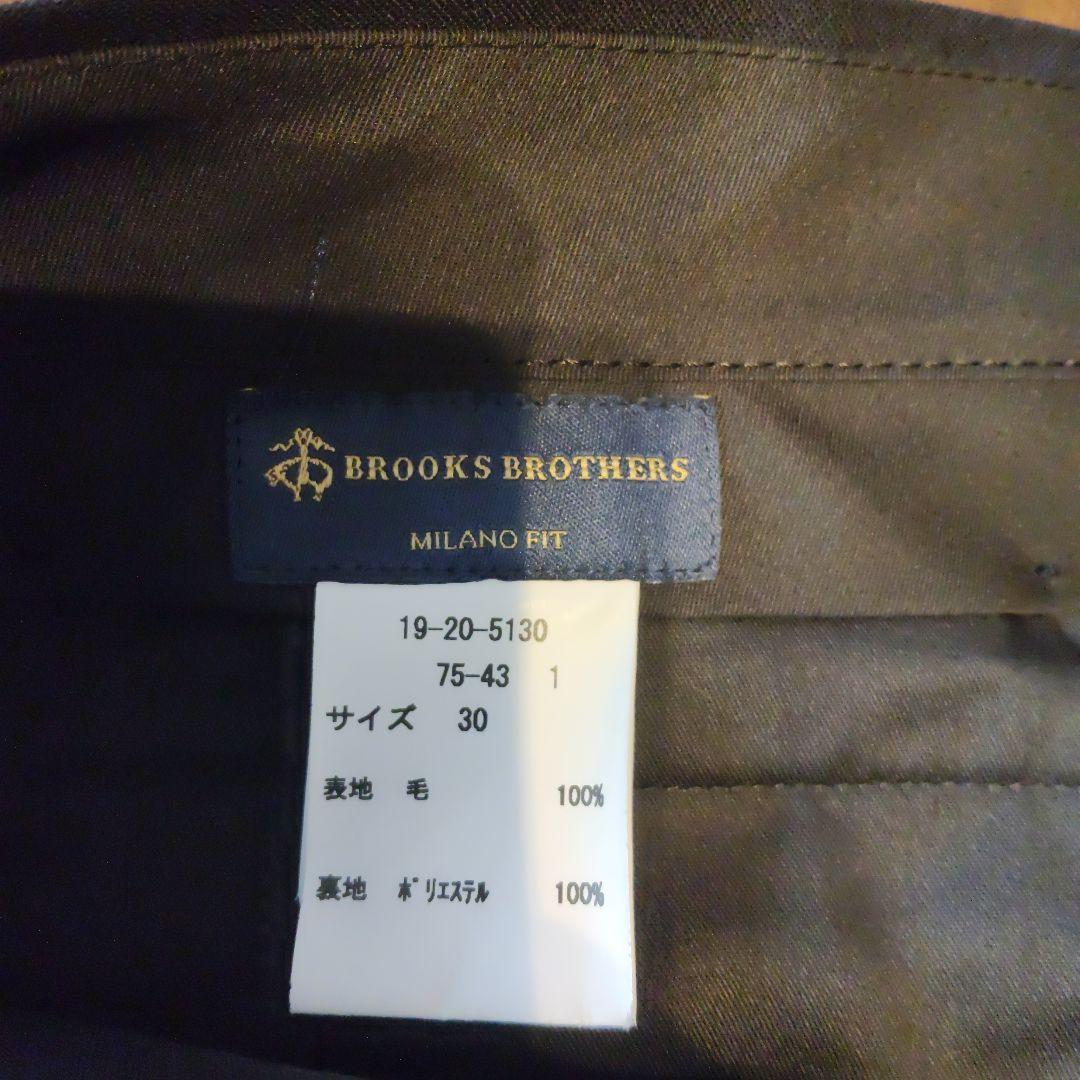 BROOKS BROTHERS
MILANO FIT
19-20-5130
75-43 1
サイズ 30
表地 毛 100%
裏地 ポリエステル 100%